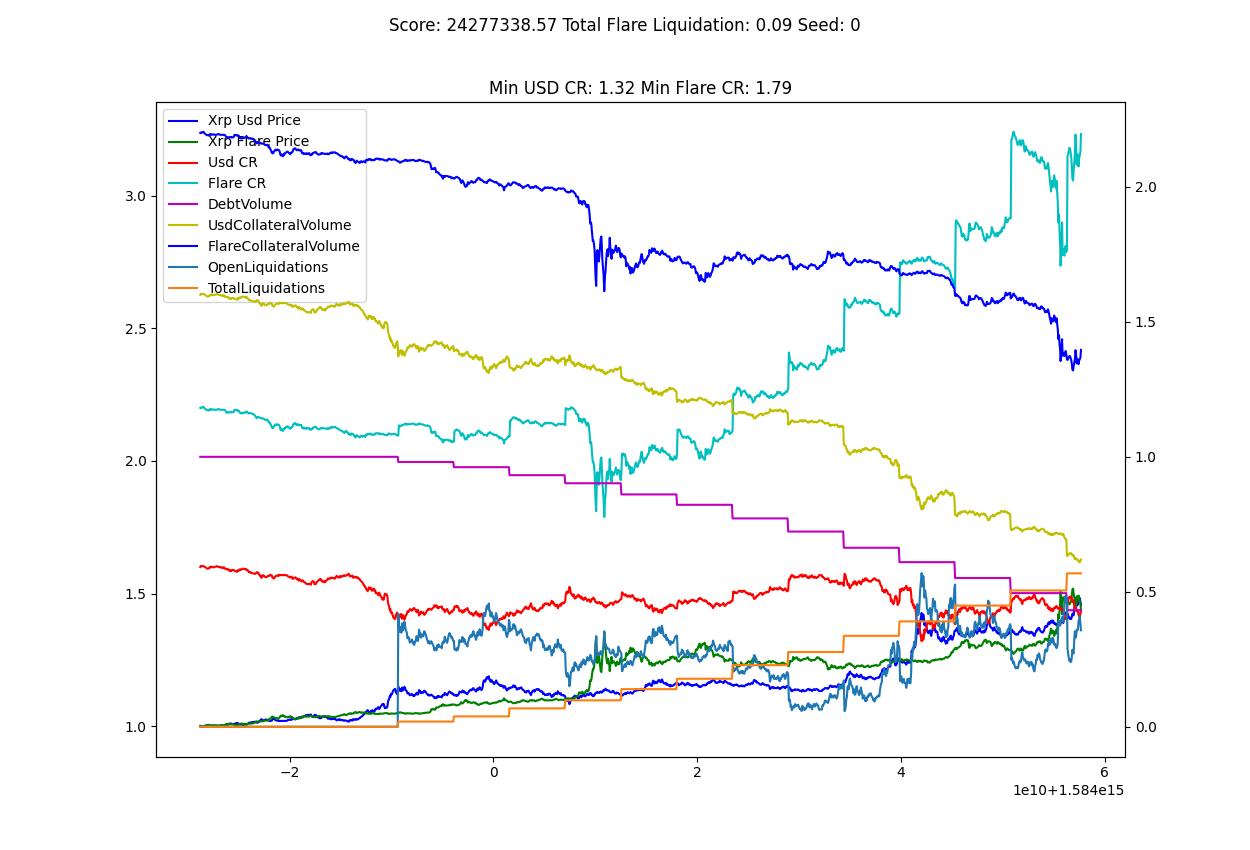 Score: 24277338.57 Total Flare Liquidation: 0.09 Seed: 0
Min USD CR: 1.32 Min Flare CR: 1.79
Xrp Usd Price
Xrp Flare Price
Usd CR
Flare CR
DebtVolume
UsdCollateralVolume
FlareCollateralVolume
OpenLiquidations
TotalLiquidations
3.0
2.5
2.0
1.5
1.0
2.0
1.5
1.0
0.5
0.0
−2 0 2 4 6
1e10+1.584e15